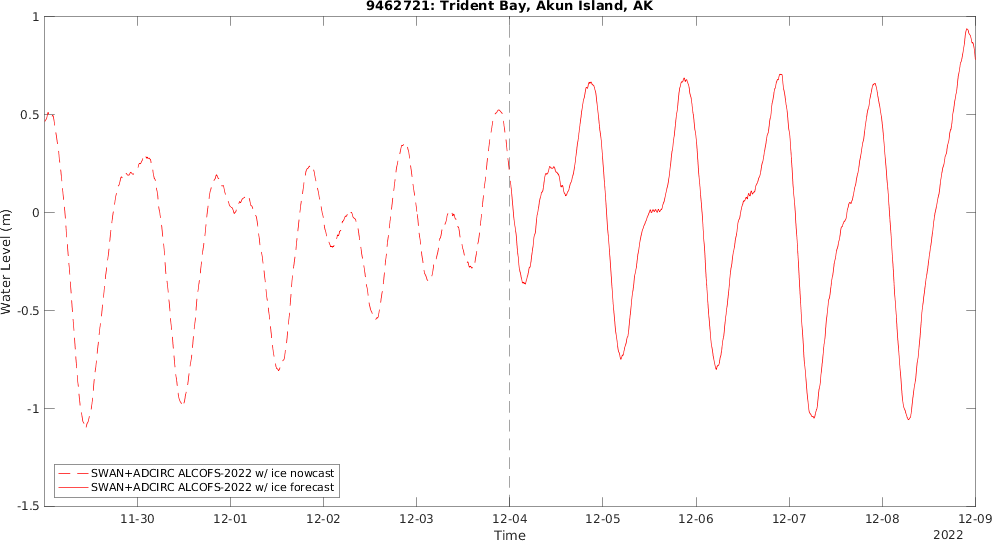 9462721: Trident Bay, Akun Island, AK
1
0.5
0
-0.5
-1
-1.5
Water Level (m)
SWAN+ADCIRC ALCOFS-2022 w/ ice nowcast
SWAN+ADCIRC ALCOFS-2022 w/ ice forecast
11-30 12-01 12-02 12-03 12-04 12-05 12-06 12-07 12-08 12-09
Time
2022